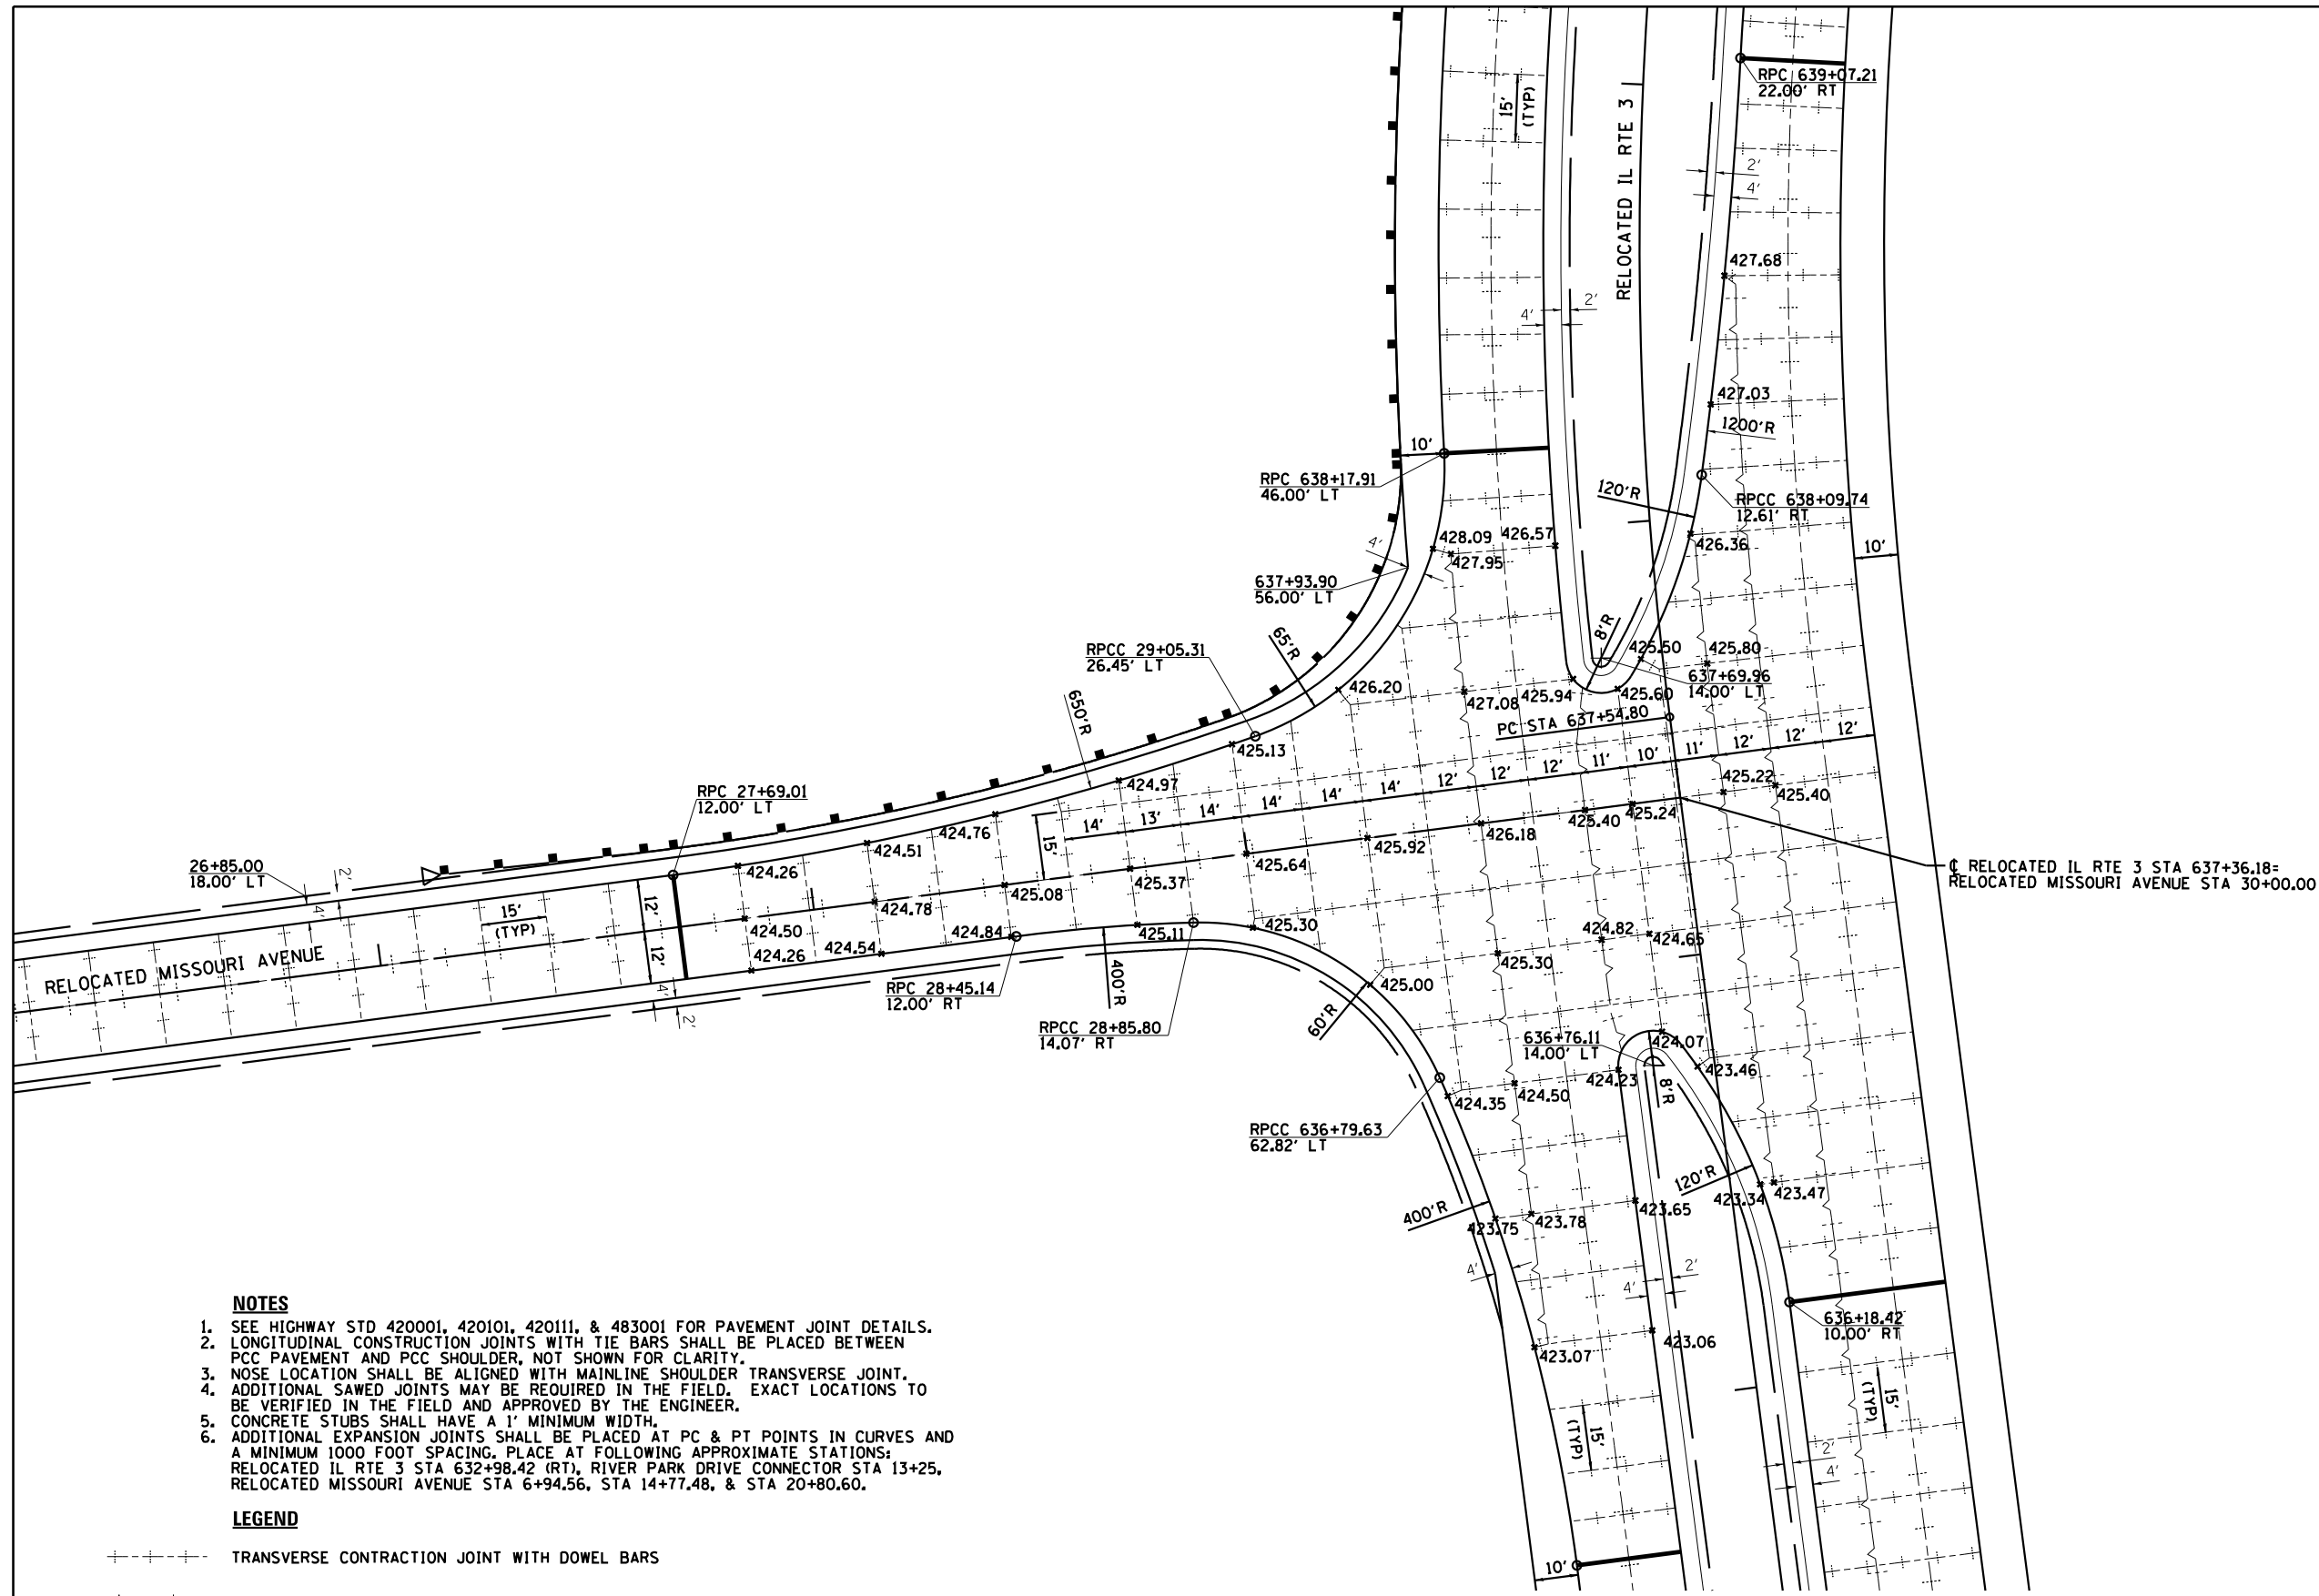 RPC 639+07.21
22.00' RT
15'
(TYP)
RELOCATED IL RTE 3
2'
4'
427.68
2'
4'
427.03
1200'R
10'
RPC 638+17.91
46.00' LT
120'R
RPCC 638+09.74
12.61' RT
428.09
426.57
427.95
426.36
10'
4'
637+93.90
56.00' LT
65'R
8'R
RPCC 29+05.31
26.45' LT
425.50
425.80
637+69.96
14.00' LT
426.20
427.08
425.94
425.60
650'R
PC STA 637+54.80
425.13
RPC 27+69.01
12.00' LT
424.97
14'
13'
14'
14'
14'
14'
12'
12'
12'
11'
10'
11'
12'
12'
12'
425.22
425.40
424.76
15'
425.40
425.24
426.18
425.92
26+85.00
18.00' LT
2'
4'
424.51
424.26
425.64
425.37
425.08
₵ RELOCATED IL RTE 3 STA 637+36.18=
RELOCATED MISSOURI AVENUE STA 30+00.00
12'
12'
15'
(TYP)
424.78
424.50
424.84
424.54
424.26
425.11
425.30
424.82
424.65
425.30
RELOCATED MISSOURI AVENUE
4'
2'
RPC 28+45.14
12.00' RT
400'R
425.00
RPCC 28+85.80
14.07' RT
60'R
636+76.11
14.00' LT
424.07
423.46
424.23
8'R
424.50
424.35
RPCC 636+79.63
62.82' LT
120'R
423.34
423.47
400'R
423.75
423.78
423.65
4'
2'
4'
636+18.42
10.00' RT
423.07
423.06
15'
(TYP)
15'
(TYP)
2'
4'
10'
NOTES
1. SEE HIGHWAY STD 420001, 420101, 420111, & 483001 FOR PAVEMENT JOINT DETAILS.
2. LONGITUDINAL CONSTRUCTION JOINTS WITH TIE BARS SHALL BE PLACED BETWEEN
PCC PAVEMENT AND PCC SHOULDER, NOT SHOWN FOR CLARITY.
3. NOSE LOCATION SHALL BE ALIGNED WITH MAINLINE SHOULDER TRANSVERSE JOINT.
4. ADDITIONAL SAWED JOINTS MAY BE REQUIRED IN THE FIELD. EXACT LOCATIONS TO
BE VERIFIED IN THE FIELD AND APPROVED BY THE ENGINEER.
5. CONCRETE STUBS SHALL HAVE A 1' MINIMUM WIDTH.
6. ADDITIONAL EXPANSION JOINTS SHALL BE PLACED AT PC & PT POINTS IN CURVES AND
A MINIMUM 1000 FOOT SPACING. PLACE AT FOLLOWING APPROXIMATE STATIONS:
RELOCATED IL RTE 3 STA 632+98.42 (RT), RIVER PARK DRIVE CONNECTOR STA 13+25,
RELOCATED MISSOURI AVENUE STA 6+94.56, STA 14+77.48, & STA 20+80.60.
LEGEND
TRANSVERSE CONTRACTION JOINT WITH DOWEL BARS